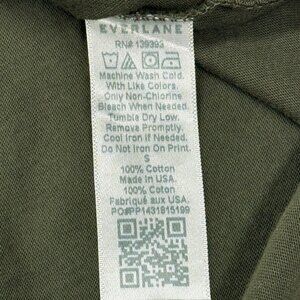 EVERLANE
RN# 139393
Machine Wash Cold.
With Like Colors.
Only Non-Chlorine
Bleach When Needed.
Tumble Dry Low.
Remove Promptly.
Cool Iron if Needed.
Do Not Iron On Print.
S
100% Cotton
Made in USA.
100% Coton
Fabriqué aux USA.
PO#PP1431815199